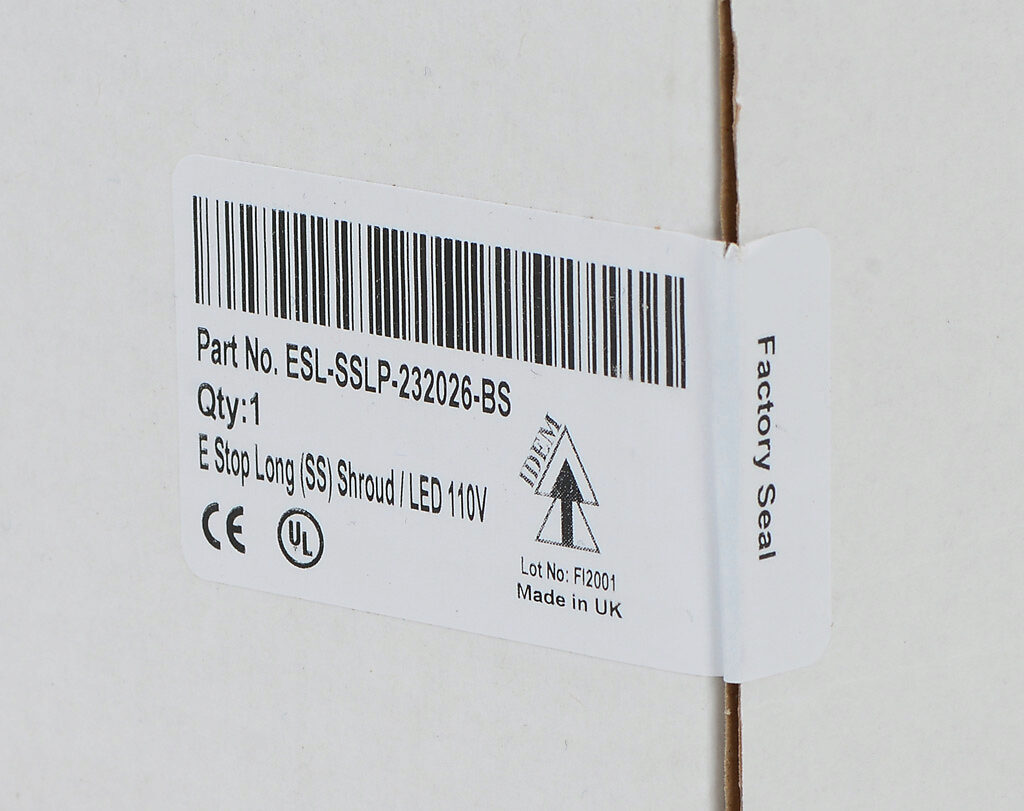 Part No. ESL-SSLP-232026-BS
Qty:1
E Stop Long (SS) Shroud / LED 110V
CE
UL
IDEM
Lot No: FI2001
Made in UK
Factory Seal